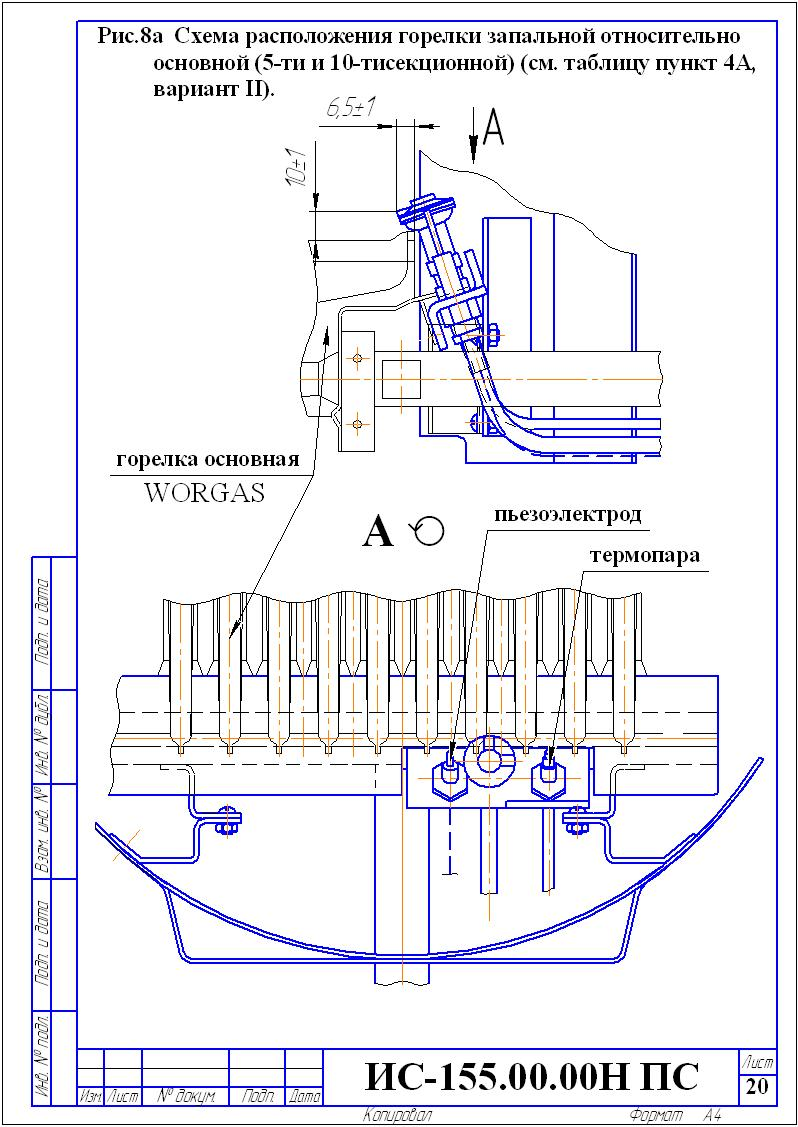 Рис.8а Схема расположения горелки запальной относительно
основной (5-ти и 10-тисекционной) (см. таблицу пункт 4А,
вариант II).
6,5±1
А
10±1
горелка основная
WORGAS
А
пьезоэлектрод
термопара
Подп. и дата
Инв. № дубл.
Взам. инв. №
Подп. и дата
Инв. № подл.
Изм. Лист № докум. Подп. Дата
ИС-155.00.00Н ПС
Лист
20
Копировал Формат А4